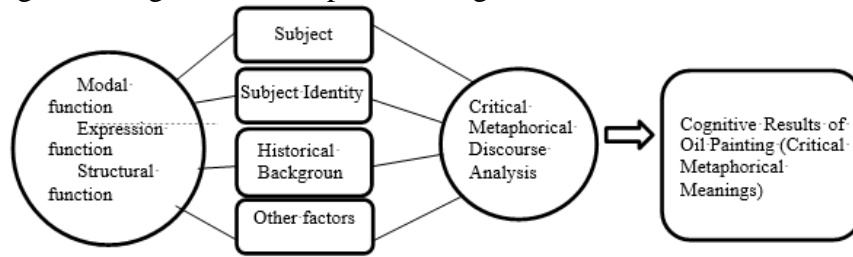 Modal
function
Expression
function
Structural
function
Subject
Subject Identity
Historical
Backgroun
Other factors
Critical
Metaphorical
Discourse
Analysis
Cognitive Results of
Oil Painting (Critical
Metaphorical
Meanings)